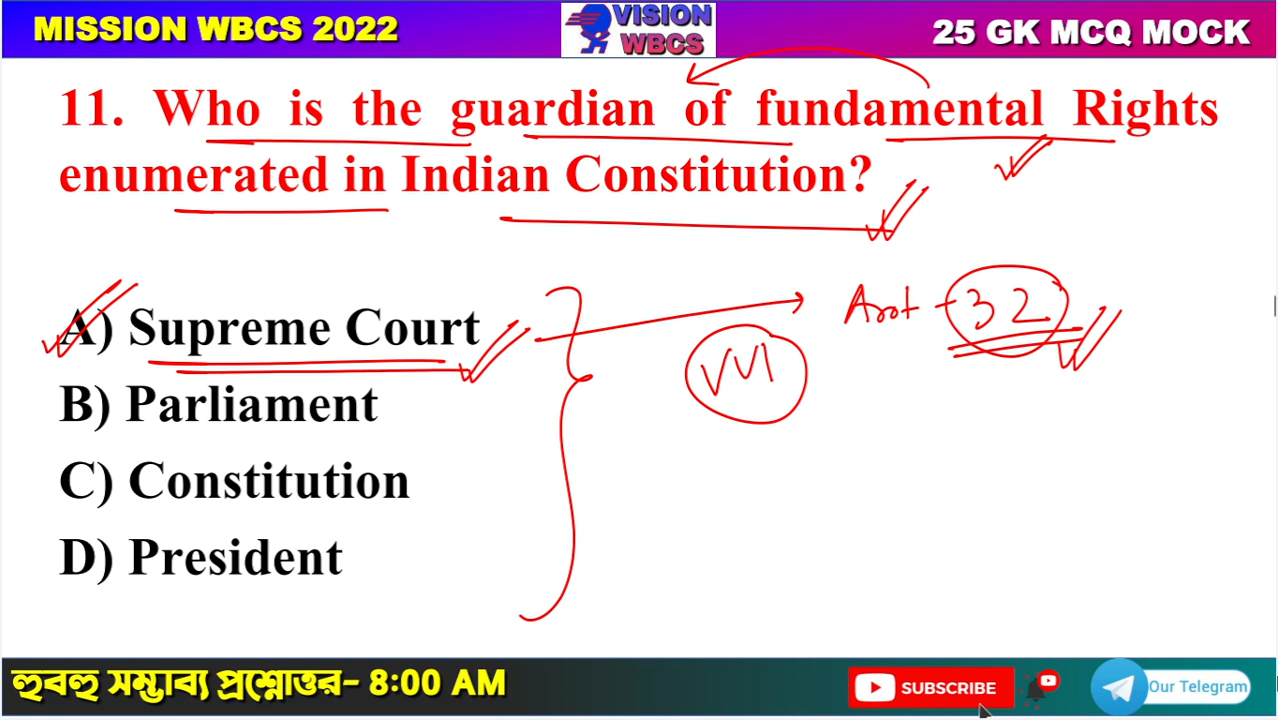 MISSION WBCS 2022
VISION
WBCS
25 GK MCQ MOCK
11. Who is the guardian of fundamental Rights
enumerated in Indian Constitution?
A) Supreme Court
Art - 32
VVI
B) Parliament
C) Constitution
D) President
হুবহু সম্ভাব্য প্রশ্নোত্তর- 8:00 AM
SUBSCRIBE
Our Telegram